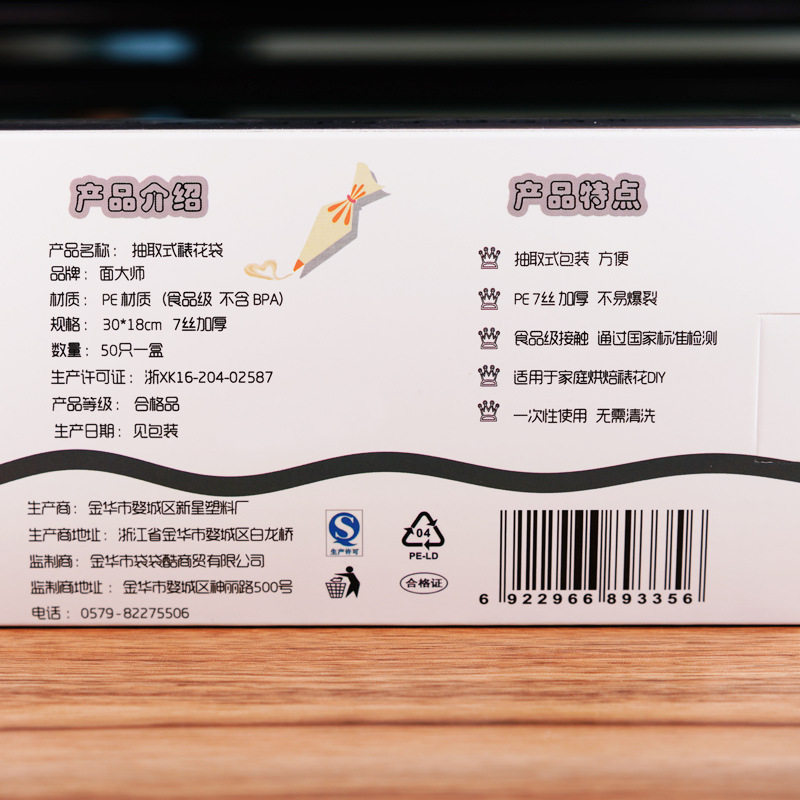 产品介绍
产品名称： 抽取式裱花袋
品牌： 面大师
材质： PE 材质 （食品级 不含 BPA）
规格： 30*18cm 7丝加厚
数量： 50只一盒
生产许可证： 浙XK16-204-02587
产品等级： 合格品
生产日期： 见包装
产品特点
抽取式包装 方便
PE 7丝 加厚 不易爆裂
食品级接触 通过国家标准检测
适用于家庭烘焙裱花DIY
一次性使用 无需清洗
生产商： 金华市婺城区新星塑料厂
生产商地址： 浙江省金华市婺城区白龙桥
监制商： 金华市袋袋酷商贸有限公司
监制商地址： 金华市婺城区神丽路500号
电话： 0579-82275506
生产许可
04
PE-LD
合格证
6 922966 893356